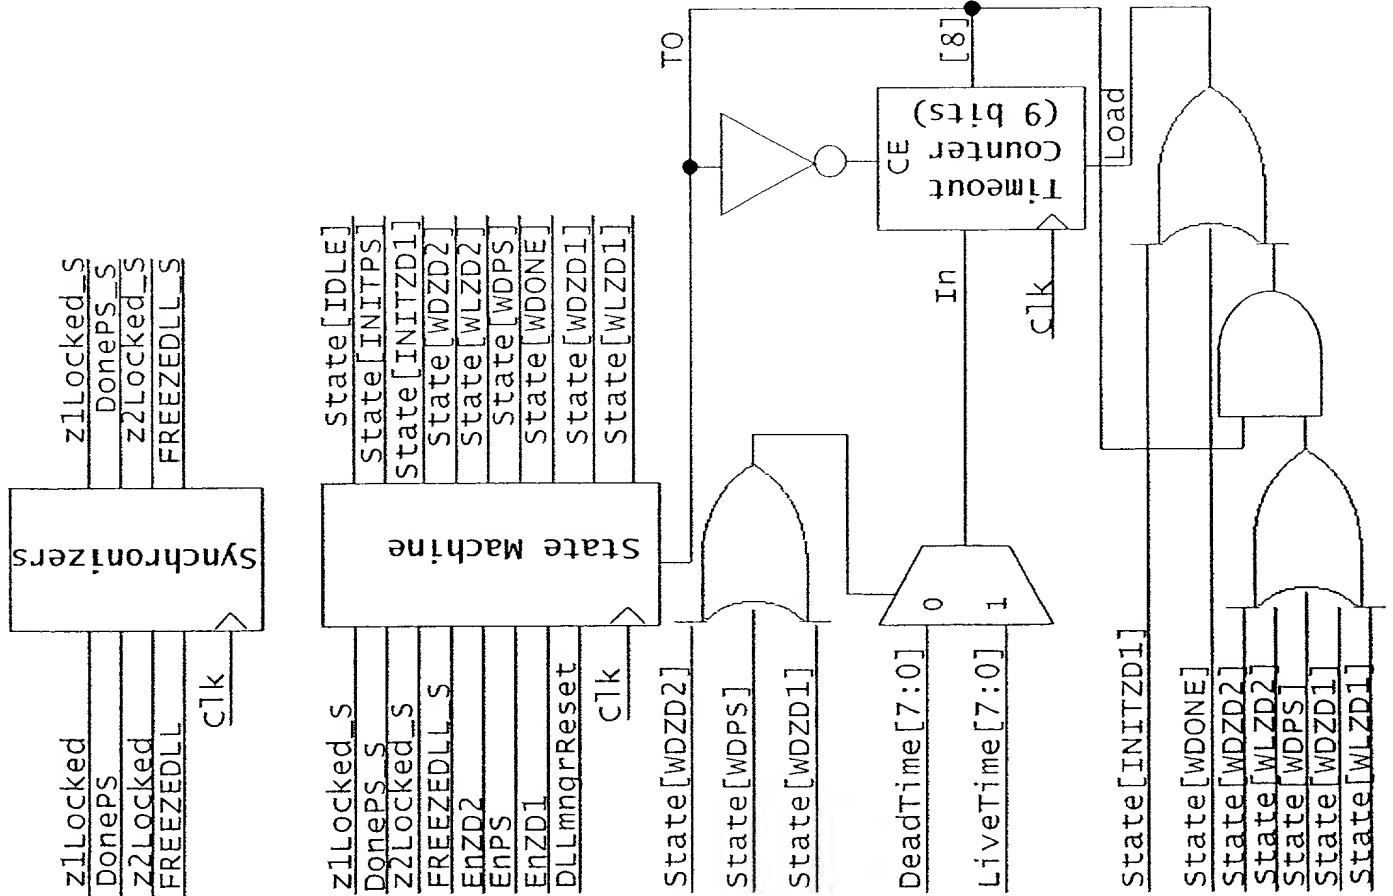 z1Locked
DonePS
z2Locked
FREEZEDLL
Clk
Synchronizers
z1Locked_S
DonePS_S
z2Locked_S
FREEZEDLL_S
z1Locked_S
DonePS_S
z2Locked_S
FREEZEDLL_S
EnZD2
EnPS
EnZD1
DLLmngrReset
Clk
State Machine
State[IDLE]
State[INITPS]
State[INITZD1]
State[WDZD2]
State[WLZD2]
State[WDPS]
State[WDONE]
State[WDZD1]
State[WLZD1]
TO
State[WDZD2]
State[WDPS]
State[WDZD1]
DeadTime[7:0]
LiveTime[7:0]
0
1
In
Clk
CE
Timeout
Counter
(9 bits)
[8]
Load
State[INITZD1]
State[WDONE]
State[WDZD2]
State[WLZD2]
State[WDPS]
State[WDZD1]
State[WLZD1]